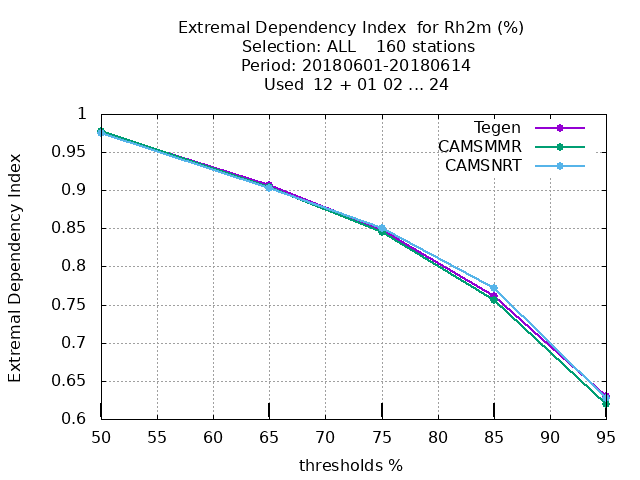 Extremal Dependency Index  for Rh2m (%)
Selection: ALL    160 stations
Period: 20180601-20180614
Used  12 + 01 02 ... 24
Tegen
CAMSMMR
CAMSNRT
Extremal Dependency Index
1
0.95
0.9
0.85
0.8
0.75
0.7
0.65
0.6
50 55 60 65 70 75 80 85 90 95
thresholds %